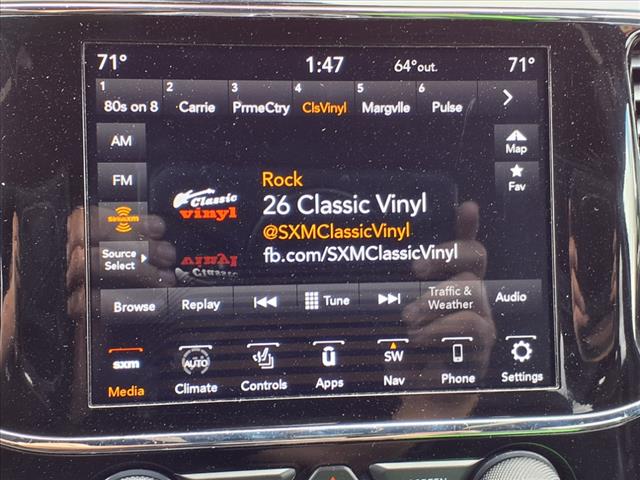 71° 1:47 64°out. 71°
1 2 3 4 5 6
80s on 8 Carrie PrmeCtry ClsVinyl Margvlle Pulse
AM
Map
FM
Fav
siriusxm
Source
Select
Classic
vinyl
Rock
26 Classic Vinyl
@SXMClassicVinyl
fb.com/SXMClassicVinyl
Browse Replay Tune Traffic &
Weather Audio
sxm AUTO SW
Media Climate Controls Apps Nav Phone Settings